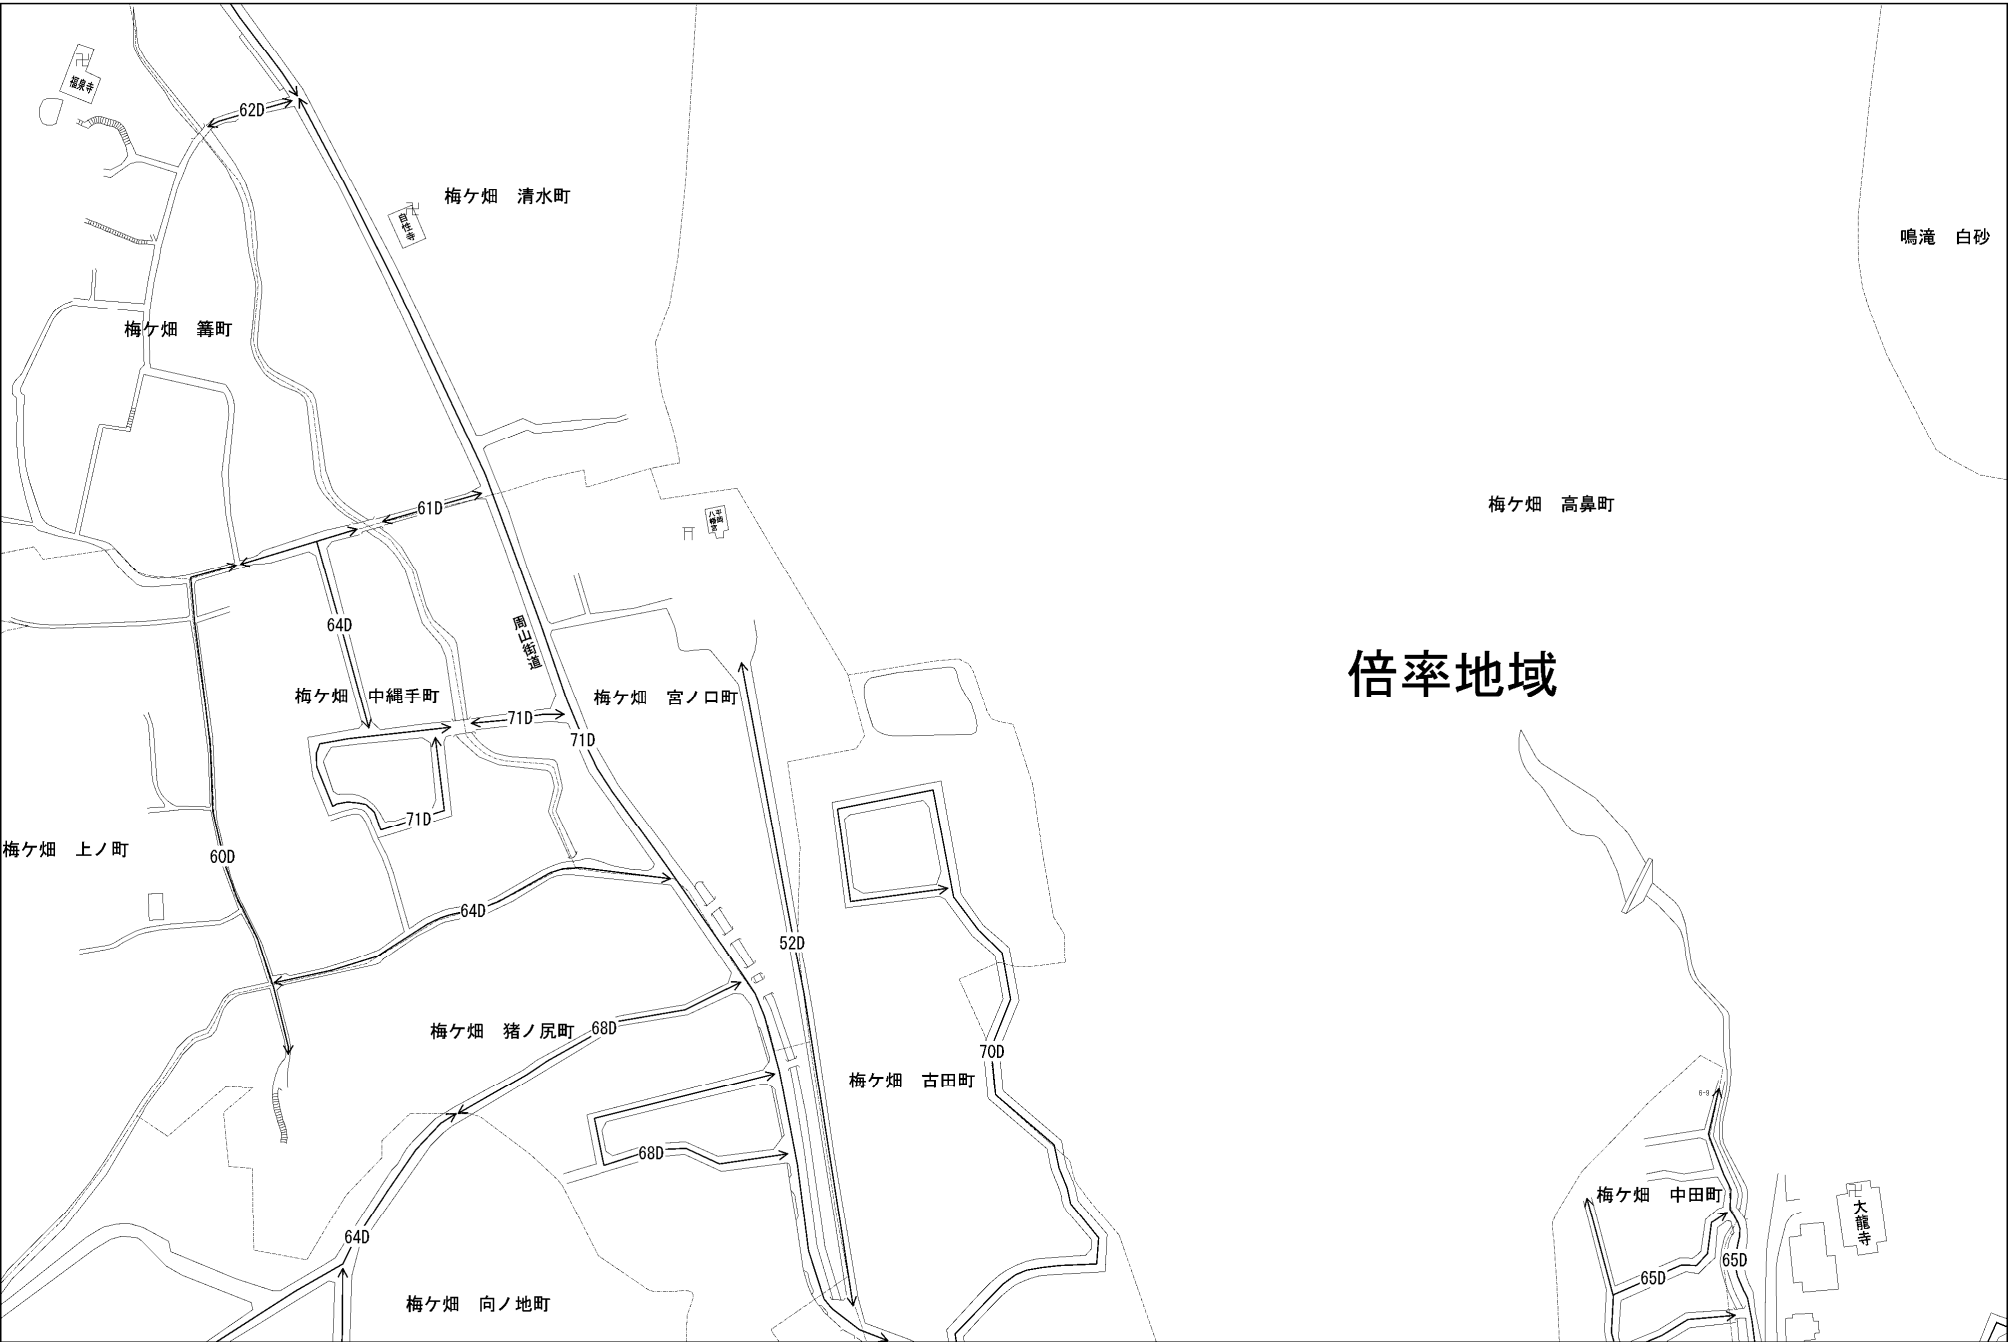 福泉寺
62D
梅ケ畑　清水町
自性寺
鳴滝　白砂
梅ケ畑　篝町
61D
平岡
八幡宮
梅ケ畑　高鼻町
64D
周山街道
倍率地域
梅ケ畑　中縄手町
梅ケ畑　宮ノ口町
71D
71D
71D
梅ケ畑　上ノ町
60D
64D
52D
梅ケ畑　猪ノ尻町
68D
70D
梅ケ畑　古田町
6-9
68D
梅ケ畑　中田町
大龍寺
64D
65D
65D
梅ケ畑　向ノ地町